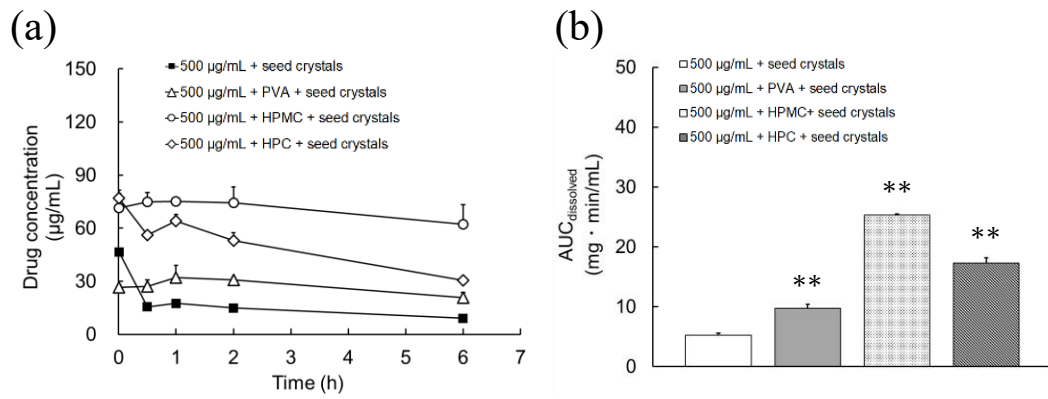 (a)
500 µg/mL + seed crystals
500 µg/mL + PVA + seed crystals
500 µg/mL + HPMC + seed crystals
500 µg/mL + HPC + seed crystals
150
120
90
60
30
0
Drug concentration
(µg/mL)
0 1 2 3 4 5 6 7
Time (h)
(b)
500 µg/mL + seed crystals
500 µg/mL + PVA + seed crystals
500 µg/mL + HPMC+ seed crystals
500 µg/mL + HPC + seed crystals
50
40
30
20
10
0
AUCdissolved
(mg・min/mL)
**
**
**